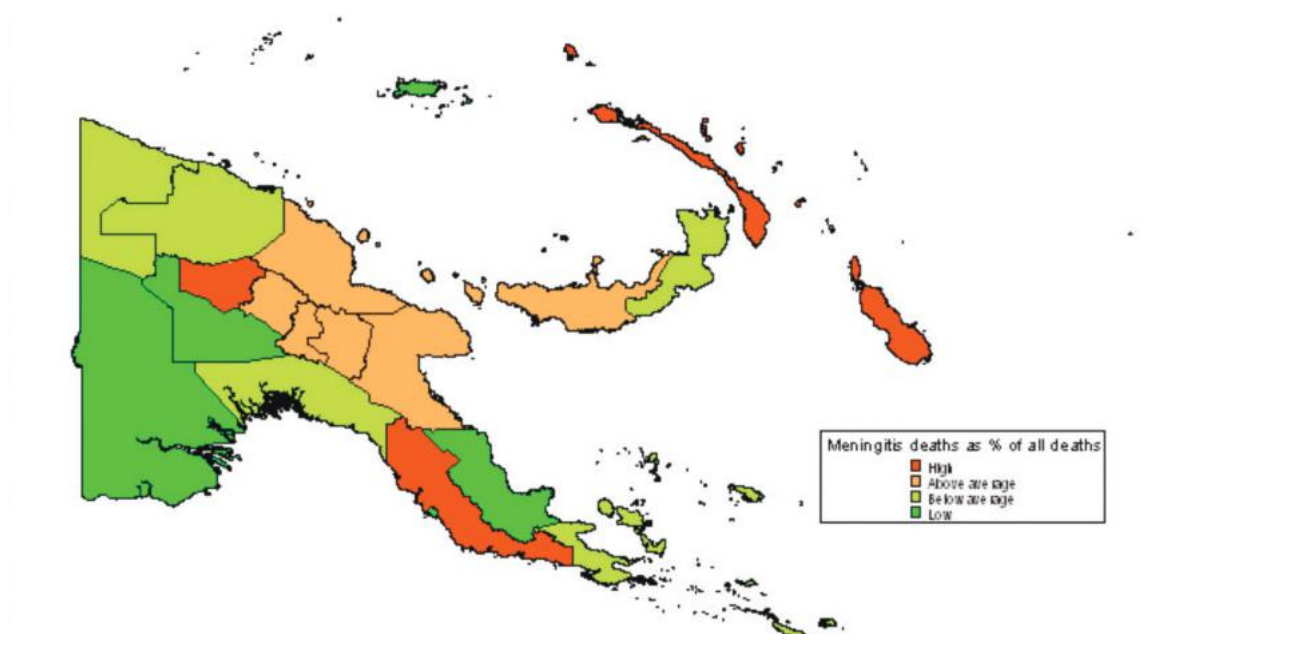 Meningitis deaths as % of all deaths
High
Above average
Below average
Low